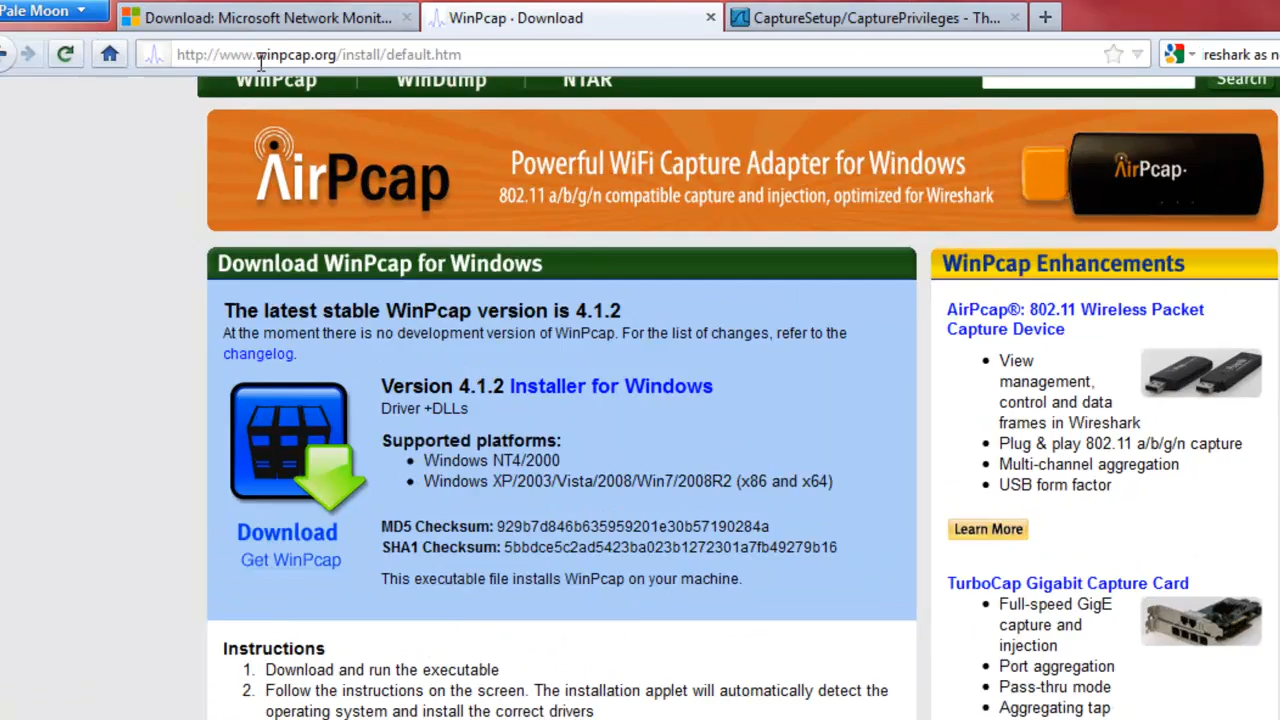 Pale Moon
Download: Microsoft Network Monit...
WinPcap · Download
CaptureSetup/CapturePrivileges - Th...
http://www.winpcap.org/install/default.htm
reshark as n
WinPcap
WinDump
NTAR
Search
AirPcap
Powerful WiFi Capture Adapter for Windows
802.11 a/b/g/n compatible capture and injection, optimized for Wireshark
AirPcap
Download WinPcap for Windows
The latest stable WinPcap version is 4.1.2
At the moment there is no development version of WinPcap. For the list of changes, refer to the
changelog.
Version 4.1.2 Installer for Windows
Driver +DLLs
Supported platforms:
• Windows NT4/2000
• Windows XP/2003/Vista/2008/Win7/2008R2 (x86 and x64)
Download
Get WinPcap
MD5 Checksum: 929b7d846b635959201e30b57190284a
SHA1 Checksum: 5bbdce5c2ad5423ba023b1272301a7fb49279b16
This executable file installs WinPcap on your machine.
Instructions
1. Download and run the executable
2. Follow the instructions on the screen. The installation applet will automatically detect the
operating system and install the correct drivers
WinPcap Enhancements
AirPcap®: 802.11 Wireless Packet
Capture Device
• View
management,
control and data
frames in Wireshark
• Plug & play 802.11 a/b/g/n capture
• Multi-channel aggregation
• USB form factor
Learn More
TurboCap Gigabit Capture Card
• Full-speed GigE
capture and
injection
• Port aggregation
• Pass-thru mode
• Aggregating tap